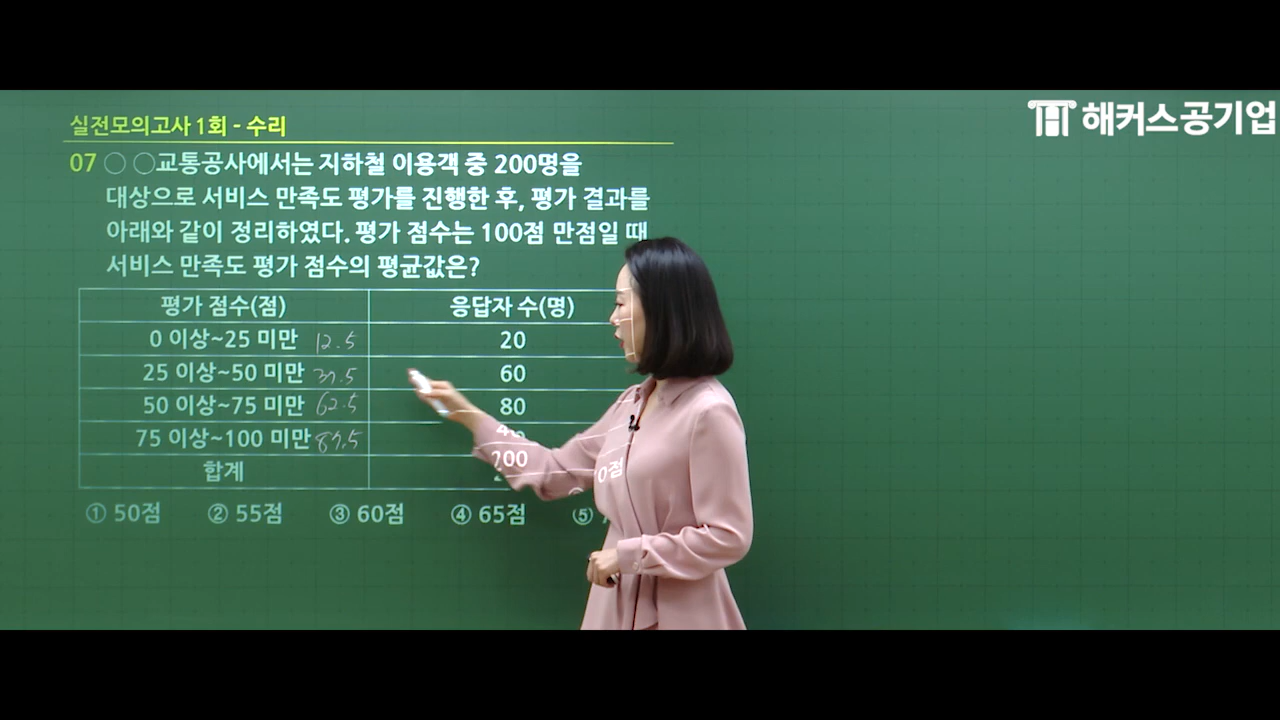 실전모의고사 1회 - 수리
해커스공기업
07 ○ ○교통공사에서는 지하철 이용객 중 200명을
대상으로 서비스 만족도 평가를 진행한 후, 평가 결과를
아래와 같이 정리하였다. 평가 점수는 100점 만점일 때
서비스 만족도 평가 점수의 평균값은?
평가 점수(점) 응답자 수(명)
0 이상~25 미만 12.5 20
25 이상~50 미만 37.5 60
50 이상~75 미만 62.5 80
75 이상~100 미만 87.5
합계 200
① 50점 ② 55점 ③ 60점 ④ 65점 ⑤ 0점